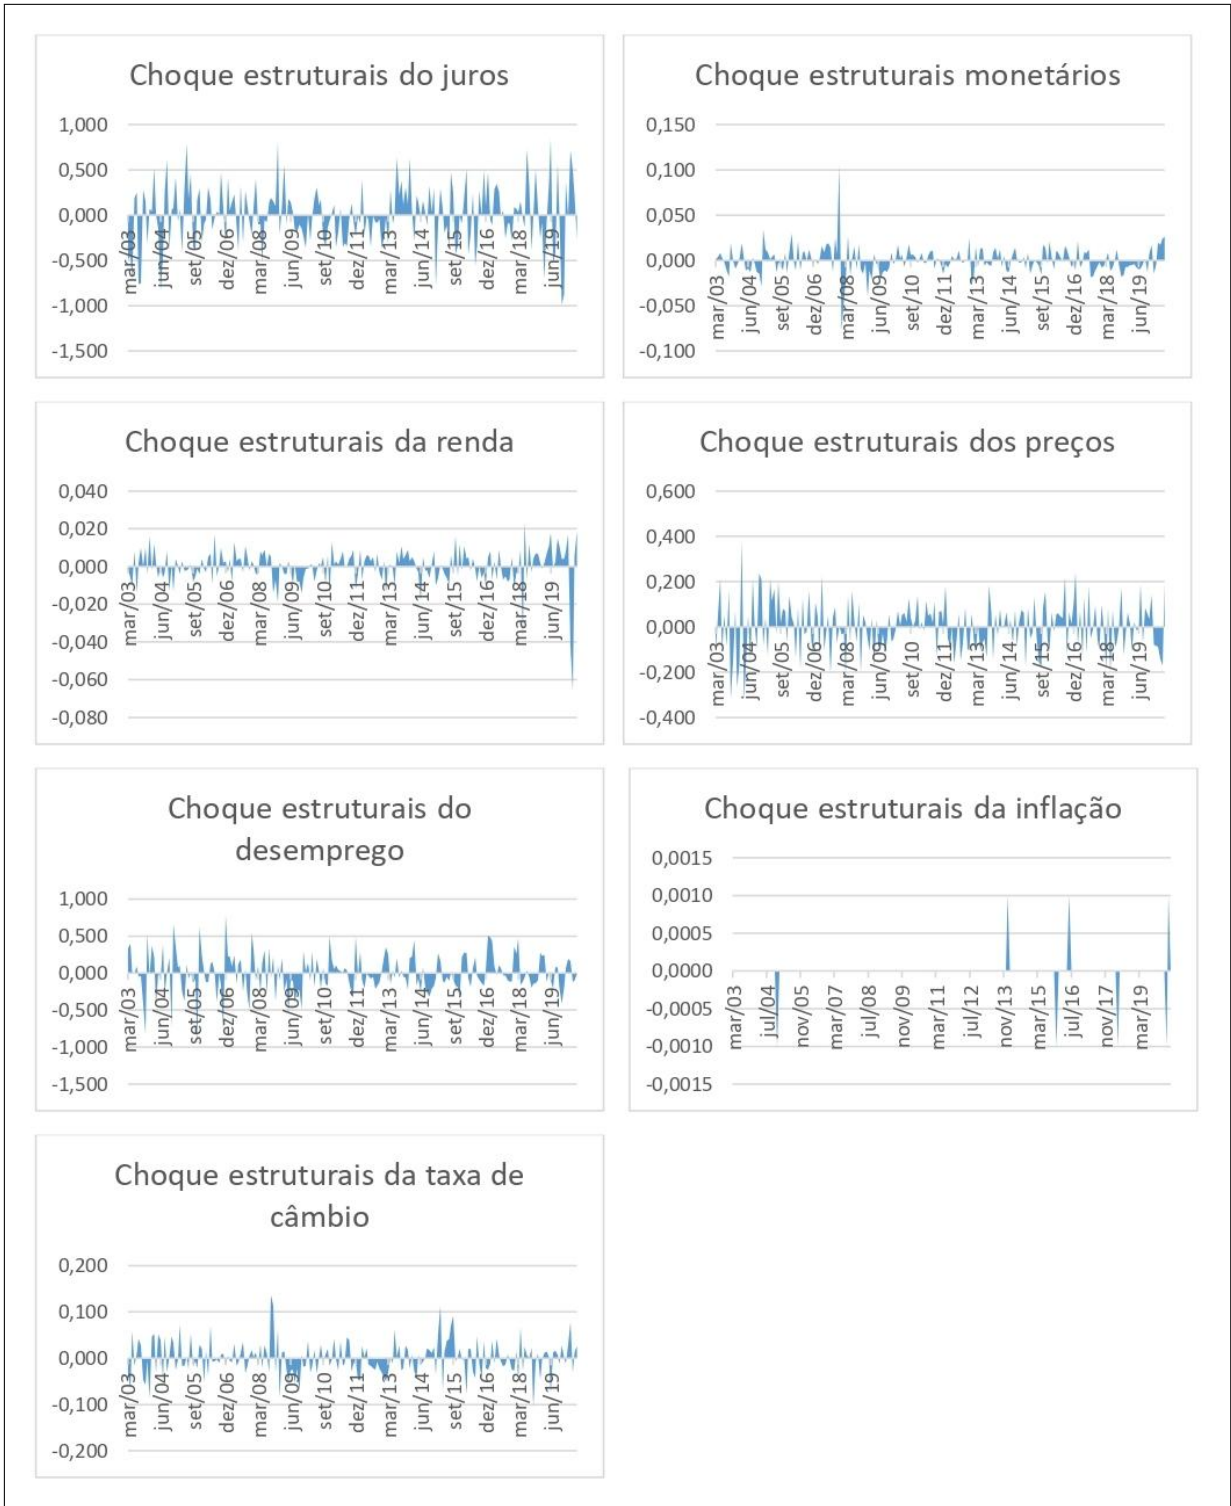 Choque estruturais do juros
1,000
0,500
0,000
-0,500
-1,000
-1,500
mar/03
jun/04
set/05
dez/06
mar/08
jun/09
set/10
dez/11
mar/13
jun/14
set/15
dez/16
mar/18
jun/19
Choque estruturais monetários
0,150
0,100
0,050
0,000
-0,050
-0,100
mar/03
jun/04
set/05
dez/06
mar/08
jun/09
set/10
dez/11
mar/13
jun/14
set/15
dez/16
mar/18
jun/19
Choque estruturais da renda
0,040
0,020
0,000
-0,020
-0,040
-0,060
-0,080
mar/03
jun/04
set/05
dez/06
mar/08
jun/09
set/10
dez/11
mar/13
jun/14
set/15
dez/16
mar/18
jun/19
Choque estruturais dos preços
0,600
0,400
0,200
0,000
-0,200
-0,400
mar/03
jun/04
set/05
dez/06
mar/08
jun/09
set/10
dez/11
mar/13
jun/14
set/15
dez/16
mar/18
jun/19
Choque estruturais do
desemprego
1,000
0,500
0,000
-0,500
-1,000
-1,500
mar/03
jun/04
set/05
dez/06
mar/08
jun/09
set/10
dez/11
mar/13
jun/14
set/15
dez/16
mar/18
jun/19
Choque estruturais da inflação
0,0015
0,0010
0,0005
0,0000
-0,0005
-0,0010
-0,0015
mar/03
jul/04
nov/05
mar/07
jul/08
nov/09
mar/11
jul/12
nov/13
mar/15
jul/16
nov/17
mar/19
Choque estruturais da taxa de
câmbio
0,200
0,100
0,000
-0,100
-0,200
mar/03
jun/04
set/05
dez/06
mar/08
jun/09
set/10
dez/11
mar/13
jun/14
set/15
dez/16
mar/18
jun/19